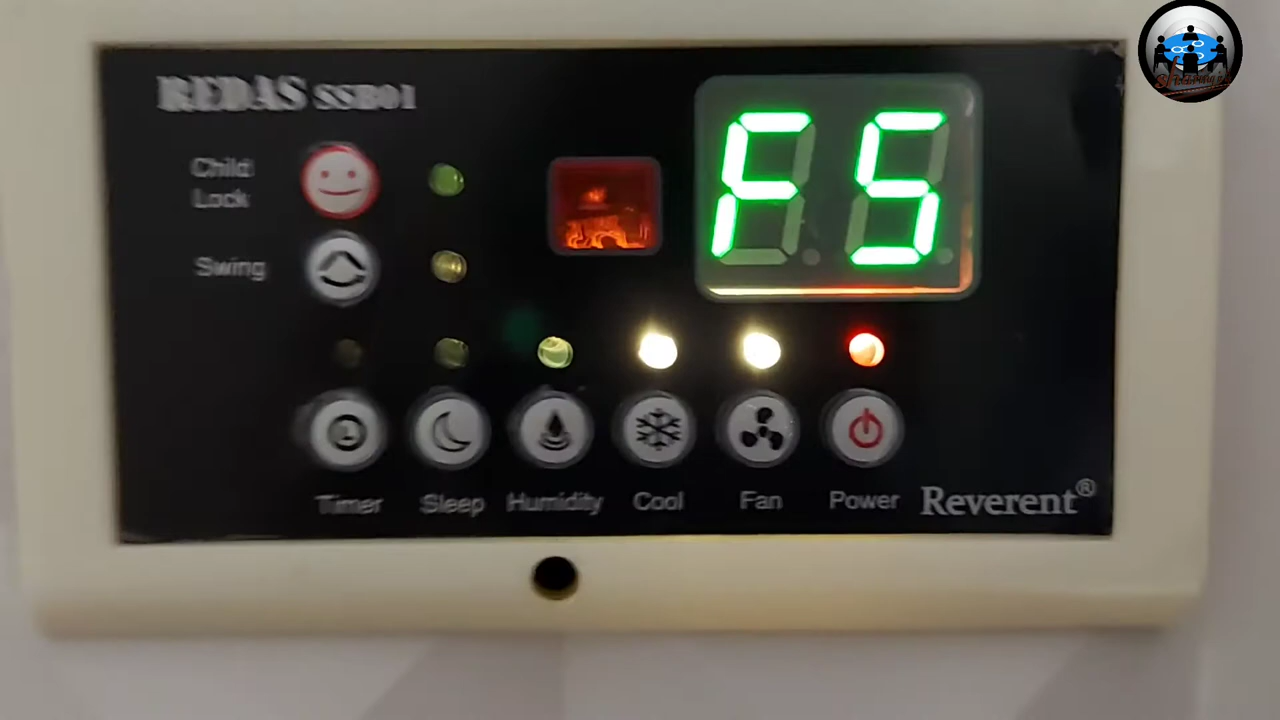 REDAS SSB01
F5
Child
Lock
Swing
Timer
Sleep
Humidity
Cool
Fan
Power
Reverent®